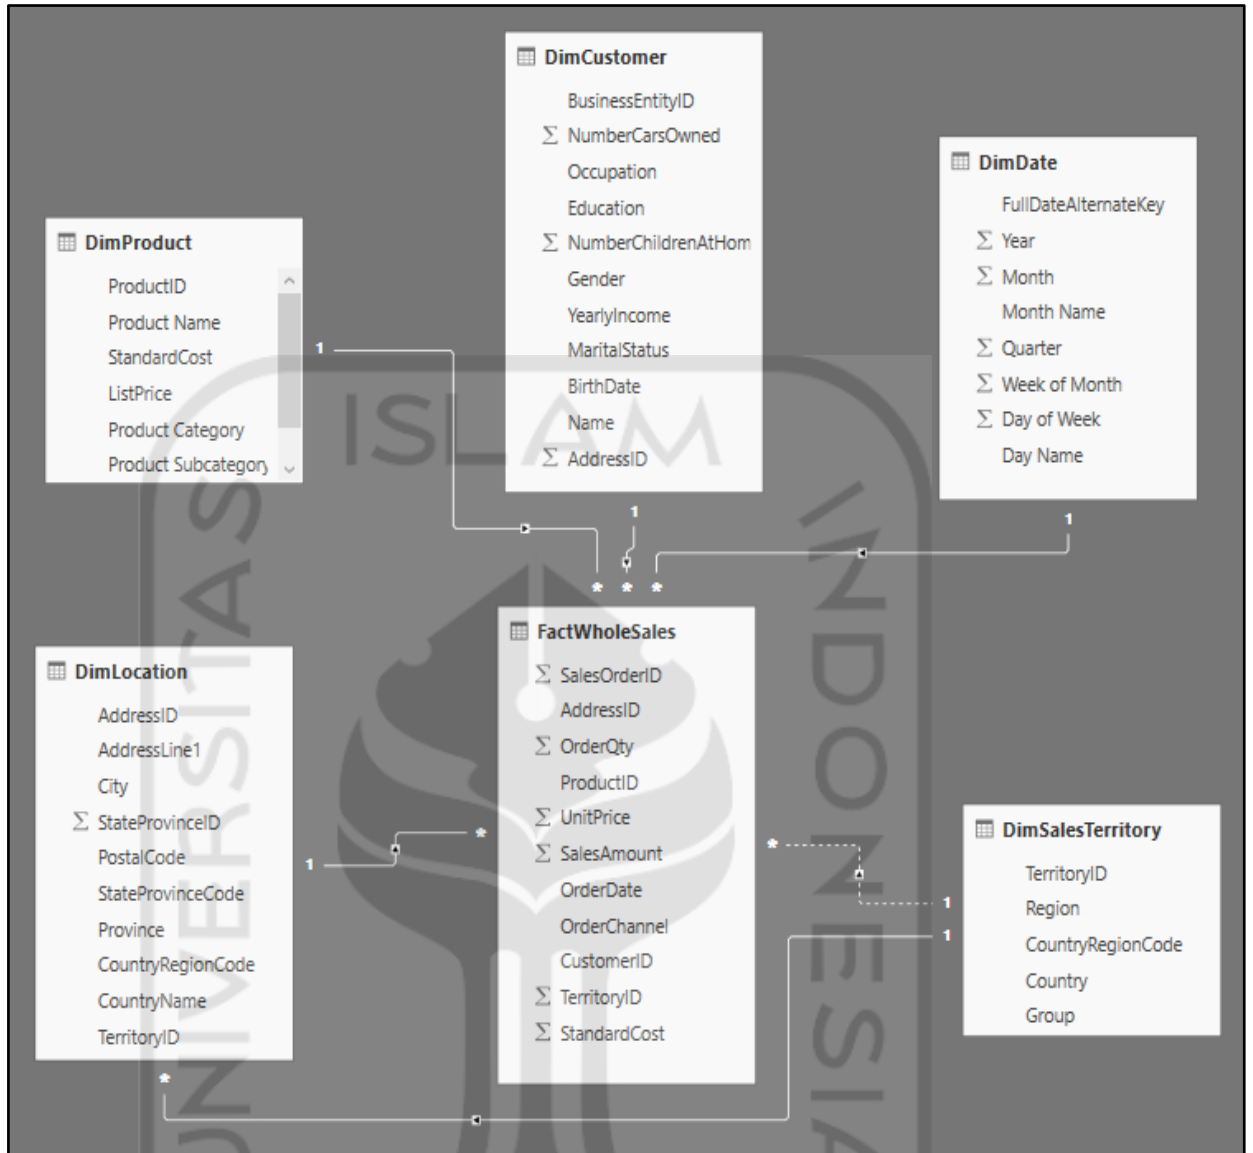 DimCustomer
BusinessEntityID
Σ NumberCarsOwned
Occupation
Education
Σ NumberChildrenAtHom
Gender
YearlyIncome
MaritalStatus
BirthDate
Name
Σ AddressID
1
DimDate
FullDateAlternateKey
Σ Year
Σ Month
Month Name
Σ Quarter
Σ Week of Month
Σ Day of Week
Day Name
1
DimProduct
ProductID
Product Name
StandardCost
ListPrice
Product Category
Product Subcategory
1
* * *
FactWholeSales
Σ SalesOrderID
AddressID
Σ OrderQty
ProductID
Σ UnitPrice
Σ SalesAmount
OrderDate
OrderChannel
CustomerID
Σ TerritoryID
Σ StandardCost
*
*
DimLocation
AddressID
AddressLine1
City
Σ StateProvinceID
PostalCode
StateProvinceCode
Province
CountryRegionCode
CountryName
TerritoryID
1
*
DimSalesTerritory
TerritoryID
Region
CountryRegionCode
Country
Group
1
1
UNIVERSITAS
ISLAM
INDONESIA